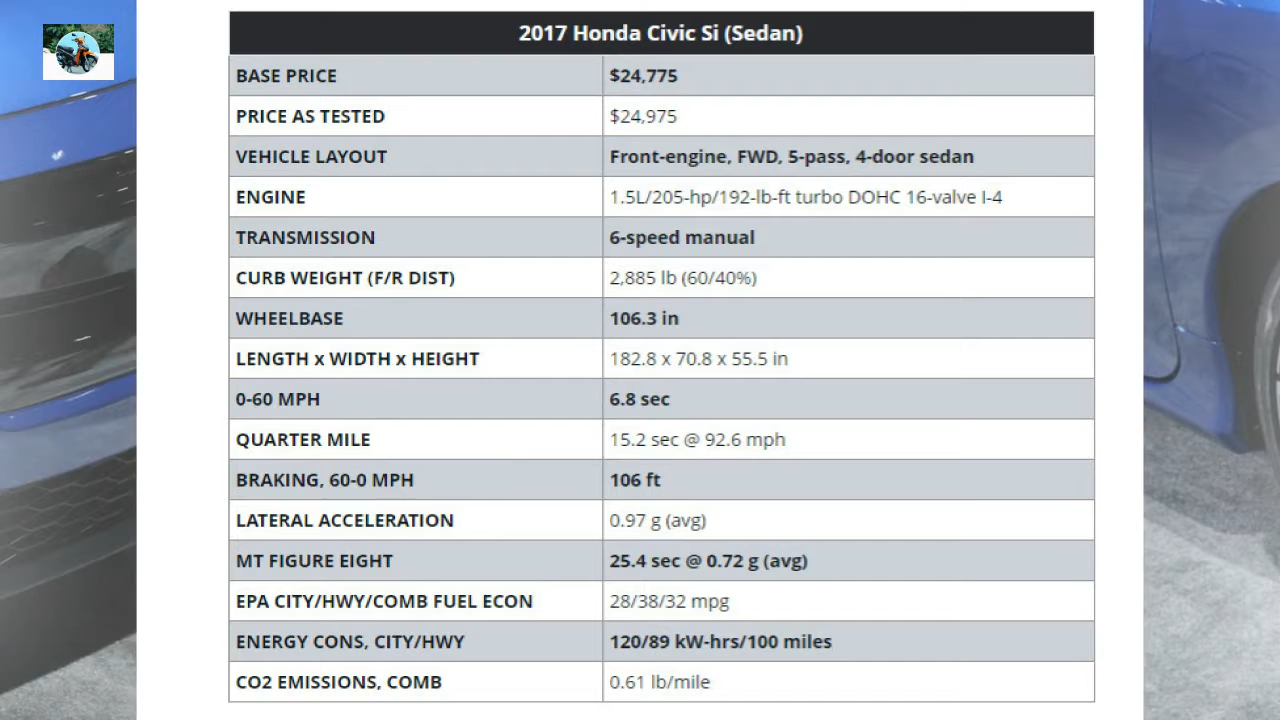 2017 Honda Civic Si (Sedan)
BASE PRICE $24,775
PRICE AS TESTED $24,975
VEHICLE LAYOUT Front-engine, FWD, 5-pass, 4-door sedan
ENGINE 1.5L/205-hp/192-lb-ft turbo DOHC 16-valve I-4
TRANSMISSION 6-speed manual
CURB WEIGHT (F/R DIST) 2,885 lb (60/40%)
WHEELBASE 106.3 in
LENGTH x WIDTH x HEIGHT 182.8 x 70.8 x 55.5 in
0-60 MPH 6.8 sec
QUARTER MILE 15.2 sec @ 92.6 mph
BRAKING, 60-0 MPH 106 ft
LATERAL ACCELERATION 0.97 g (avg)
MT FIGURE EIGHT 25.4 sec @ 0.72 g (avg)
EPA CITY/HWY/COMB FUEL ECON 28/38/32 mpg
ENERGY CONS, CITY/HWY 120/89 kW-hrs/100 miles
CO2 EMISSIONS, COMB 0.61 lb/mile